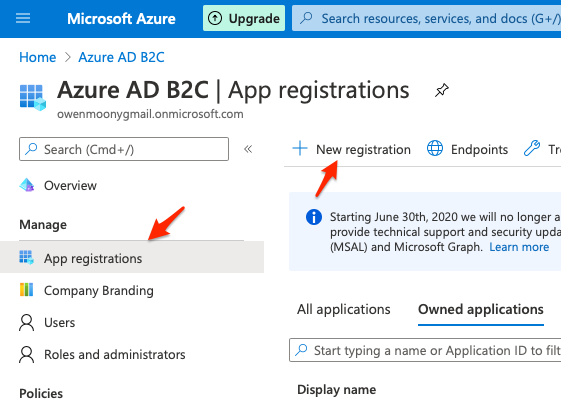 Microsoft Azure
Upgrade
Search resources, services, and docs (G+/)
Home > Azure AD B2C
Azure AD B2C | App registrations
owenmoonygmail.onmicrosoft.com
Search (Cmd+/)
«
New registration
Endpoints
Overview
Manage
App registrations
Company Branding
Users
Roles and administrators
Policies
Starting June 30th, 2020 we will no longer a
provide technical support and security upda
(MSAL) and Microsoft Graph. Learn more
All applications
Owned applications
Start typing a name or Application ID to filt
Display name